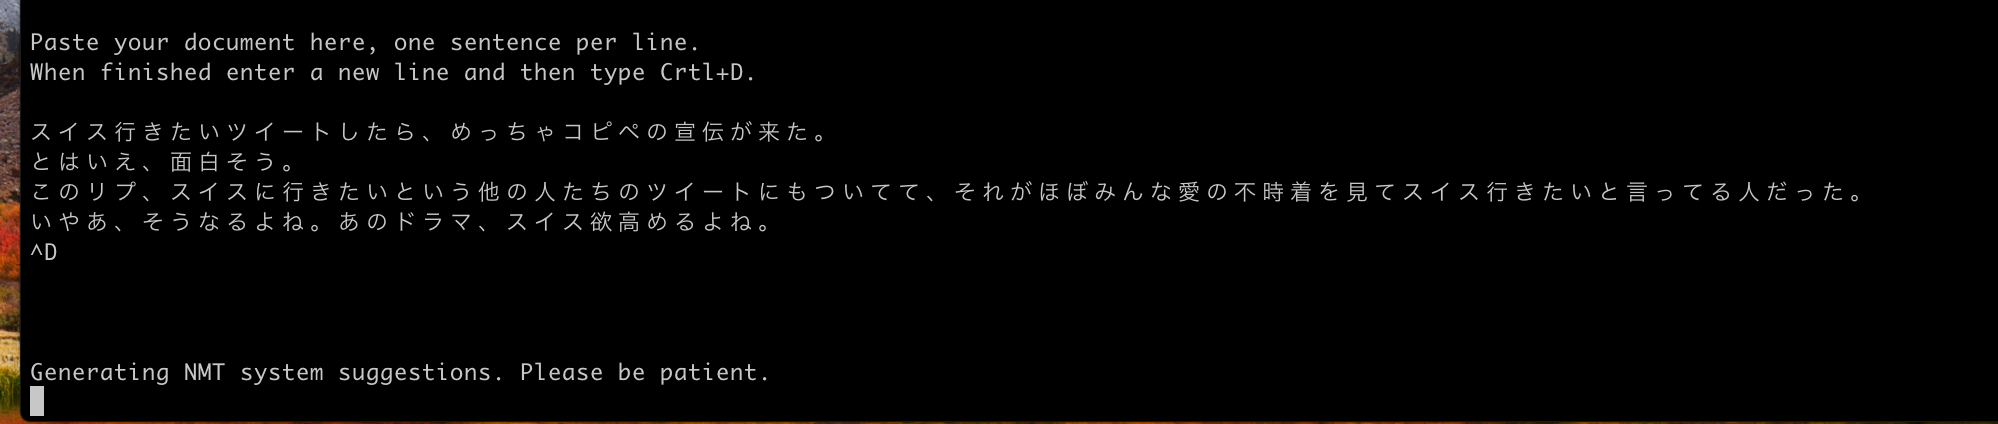 Paste your document here, one sentence per line.
When finished enter a new line and then type Crtl+D.
スイス行きたいツイートしたら、めっちゃコピペの宣伝が来た。
とはいえ、面白そう。
このリプ、スイスに行きたいという他の人たちのツイートにもついてて、それがほぼみんな愛の不時着を見てスイス行きたいと言ってる人だった。
いやあ、そうなるよね。あのドラマ、スイス欲高めるよね。
^D
Generating NMT system suggestions. Please be patient.